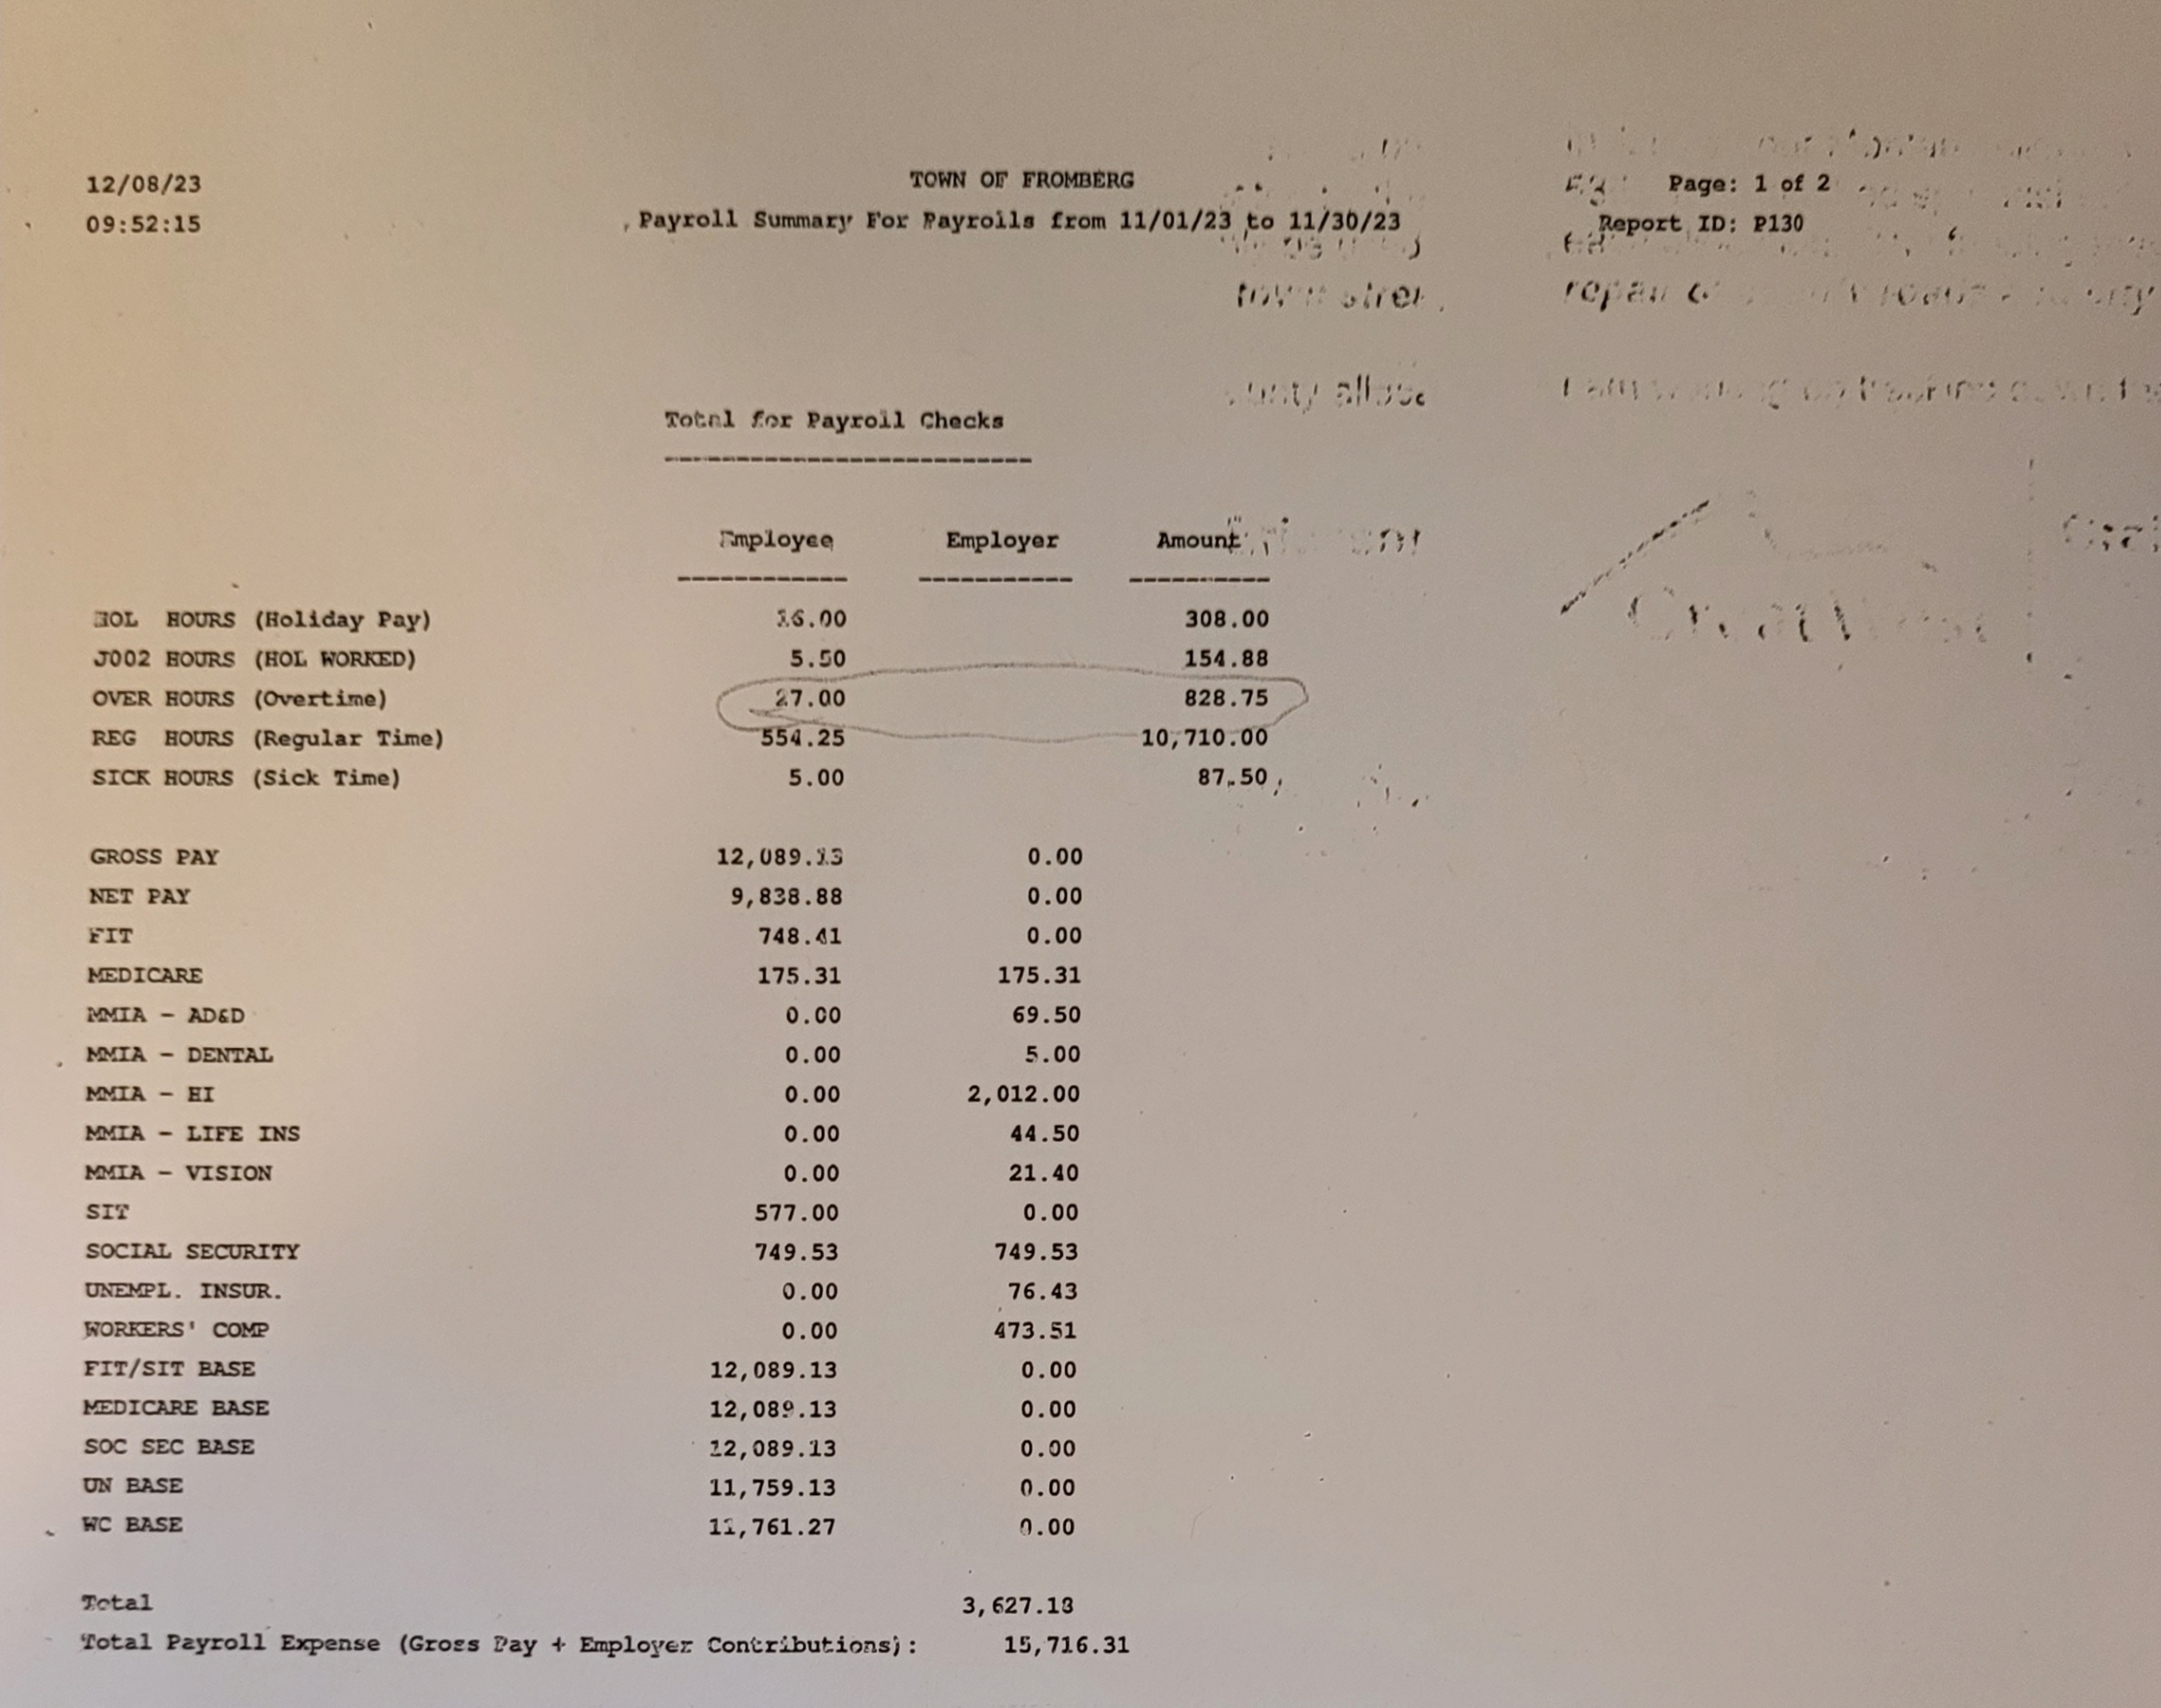 12/08/23 TOWN OF FROMBERG Page: 1 of 2
09:52:15 Payroll Summary For Payrolls from 11/01/23 to 11/30/23 Report ID: P130
Total for Payroll Checks
Employee Employer Amount
HOL HOURS (Holiday Pay) 16.00 308.00
J002 HOURS (HOL WORKED) 5.50 154.88
OVER HOURS (Overtime) 27.00 828.75
REG HOURS (Regular Time) 554.25 10,710.00
SICK HOURS (Sick Time) 5.00 87.50
GROSS PAY 12,089.13 0.00
NET PAY 9,838.88 0.00
FIT 748.41 0.00
MEDICARE 175.31 175.31
MMIA - AD&D 0.00 69.50
MMIA - DENTAL 0.00 5.00
MMIA - HI 0.00 2,012.00
MMIA - LIFE INS 0.00 44.50
MMIA - VISION 0.00 21.40
SIT 577.00 0.00
SOCIAL SECURITY 749.53 749.53
UNEMPL. INSUR. 0.00 76.43
WORKERS' COMP 0.00 473.51
FIT/SIT BASE 12,089.13 0.00
MEDICARE BASE 12,089.13 0.00
SOC SEC BASE 12,089.13 0.00
UN BASE 11,759.13 0.00
WC BASE 11,761.27 0.00
Total 3,627.18
Total Payroll Expense (Gross Pay + Employer Contributions): 15,716.31